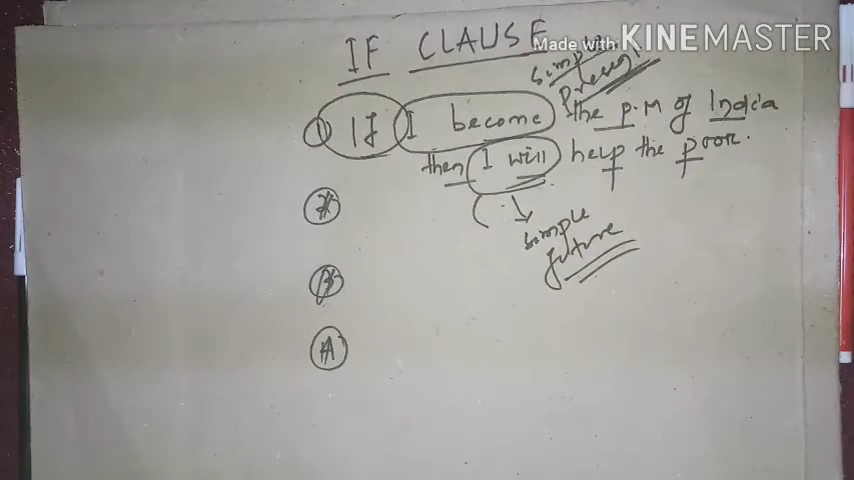 IF CLAUSE
Made with KINEMASTER
simple
present
① If I become the P.M of India
then I will help the poor.
simple
future